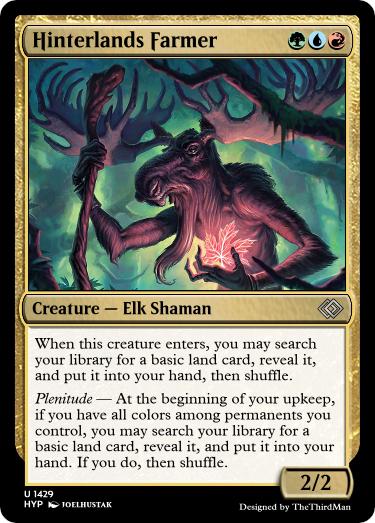 Hinterlands Farmer
Creature — Elk Shaman
When this creature enters, you may search
your library for a basic land card, reveal it,
and put it into your hand, then shuffle.
Plenitude — At the beginning of your upkeep,
if you have all colors among permanents you
control, you may search your library for a
basic land card, reveal it, and put it into your
hand. If you do, then shuffle.
2/2
U 1429
HYP JOELHUSTAK
Designed by TheThirdMan